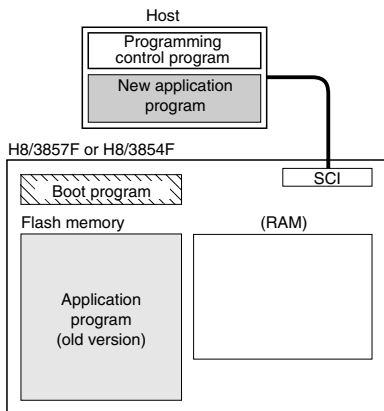 Host
Programming
control program
New application
program
H8/3857F or H8/3854F
SCI
Boot program
Flash memory
(RAM)
Application
program
(old version)